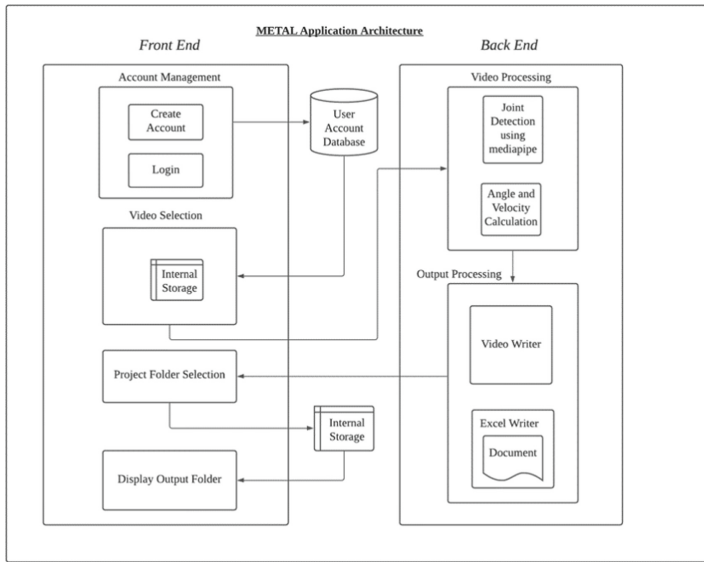 METAL Application Architecture
Front End
Back End
Account Management
Create
Account
Login
User
Account
Database
Video Selection
Internal
Storage
Project Folder Selection
Internal
Storage
Display Output Folder
Video Processing
Joint
Detection
using
mediapipe
Angle and
Velocity
Calculation
Output Processing
Video Writer
Excel Writer
Document